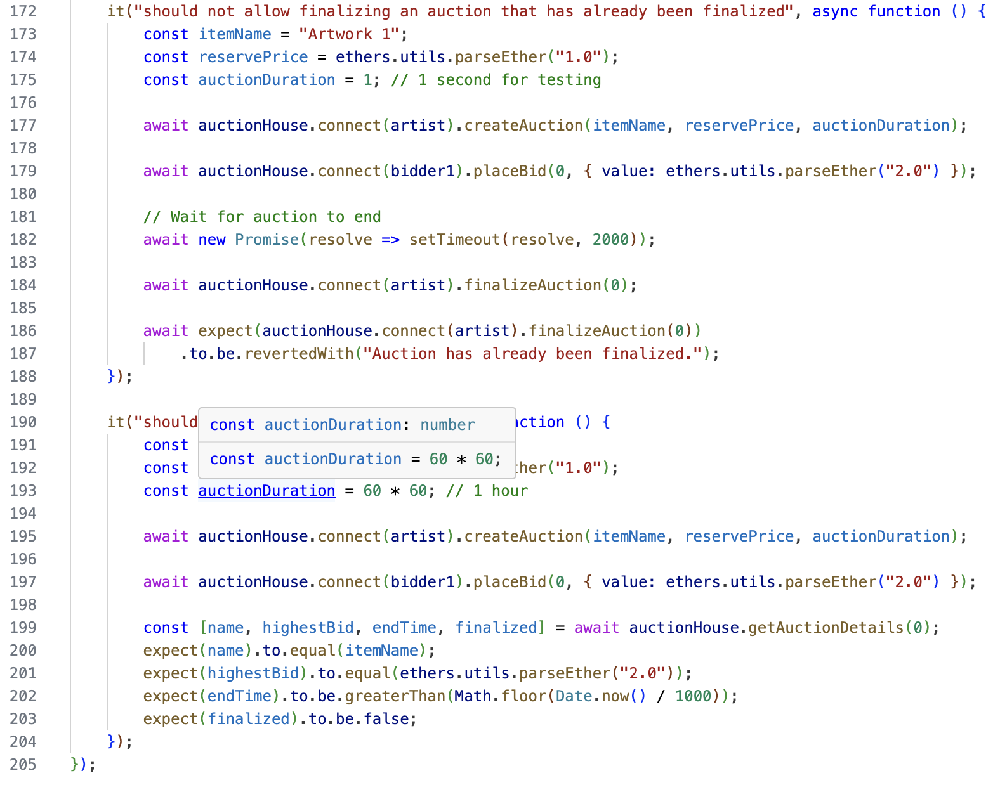 172 it("should not allow finalizing an auction that has already been finalized", async function () {
173 const itemName = "Artwork 1";
174 const reservePrice = ethers.utils.parseEther("1.0");
175 const auctionDuration = 1; // 1 second for testing
176
177 await auctionHouse.connect(artist).createAuction(itemName, reservePrice, auctionDuration);
178
179 await auctionHouse.connect(bidder1).placeBid(0, { value: ethers.utils.parseEther("2.0") });
180
181 // Wait for auction to end
182 await new Promise(resolve => setTimeout(resolve, 2000));
183
184 await auctionHouse.connect(artist).finalizeAuction(0);
185
186 await expect(auctionHouse.connect(artist).finalizeAuction(0))
187 .to.be.revertedWith("Auction has already been finalized.");
188 });
189
190 it("should nction () {
const auctionDuration: number
191 const
const auctionDuration = 60 * 60;
192 const ther("1.0");
193 const auctionDuration = 60 * 60; // 1 hour
194
195 await auctionHouse.connect(artist).createAuction(itemName, reservePrice, auctionDuration);
196
197 await auctionHouse.connect(bidder1).placeBid(0, { value: ethers.utils.parseEther("2.0") });
198
199 const [name, highestBid, endTime, finalized] = await auctionHouse.getAuctionDetails(0);
200 expect(name).to.equal(itemName);
201 expect(highestBid).to.equal(ethers.utils.parseEther("2.0"));
202 expect(endTime).to.be.greaterThan(Math.floor(Date.now() / 1000));
203 expect(finalized).to.be.false;
204 });
205 });